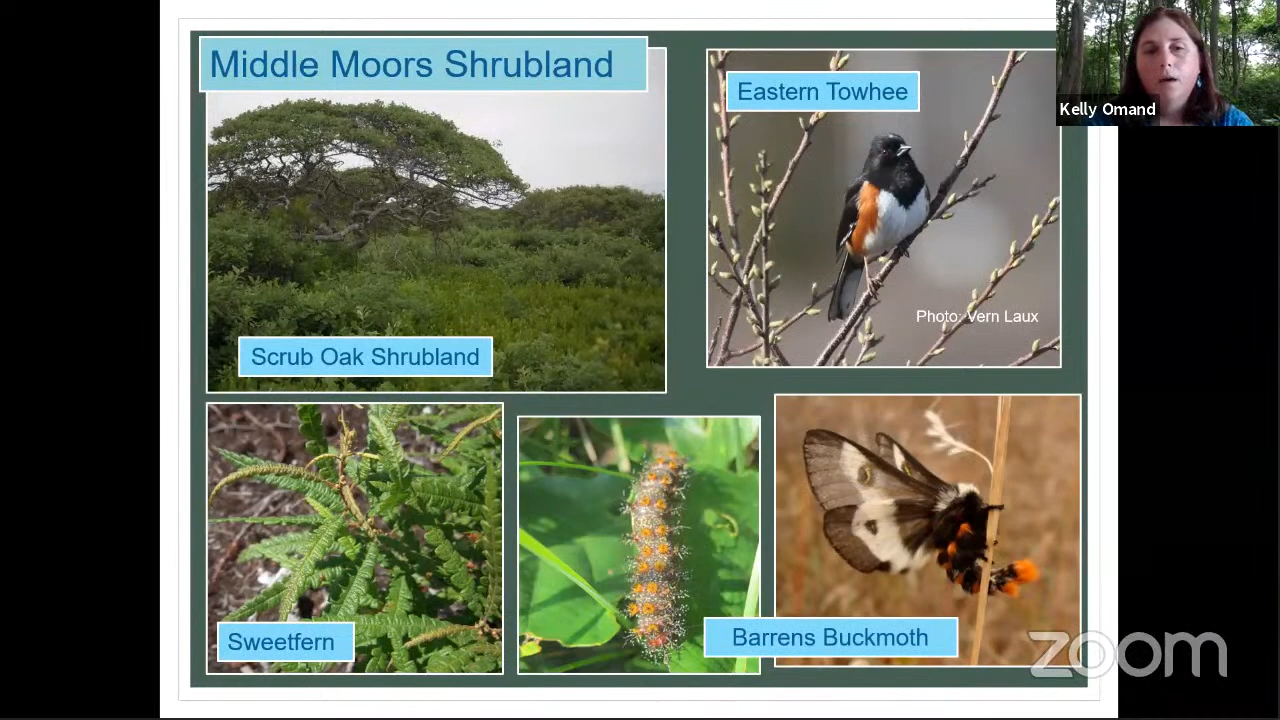 Middle Moors Shrubland
Eastern Towhee
Kelly Omand
Photo: Vern Laux
Scrub Oak Shrubland
Sweetfern
Barrens Buckmoth
zoom